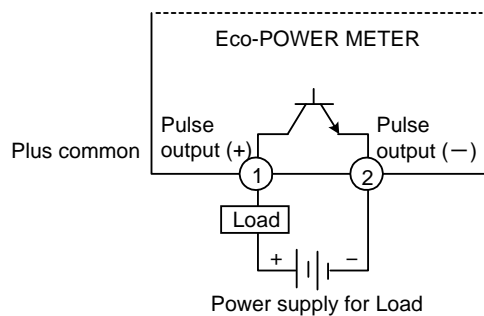 Eco-POWER METER
Pulse output (+)
Pulse output (−)
Plus common
1
2
Load
+
−
Power supply for Load